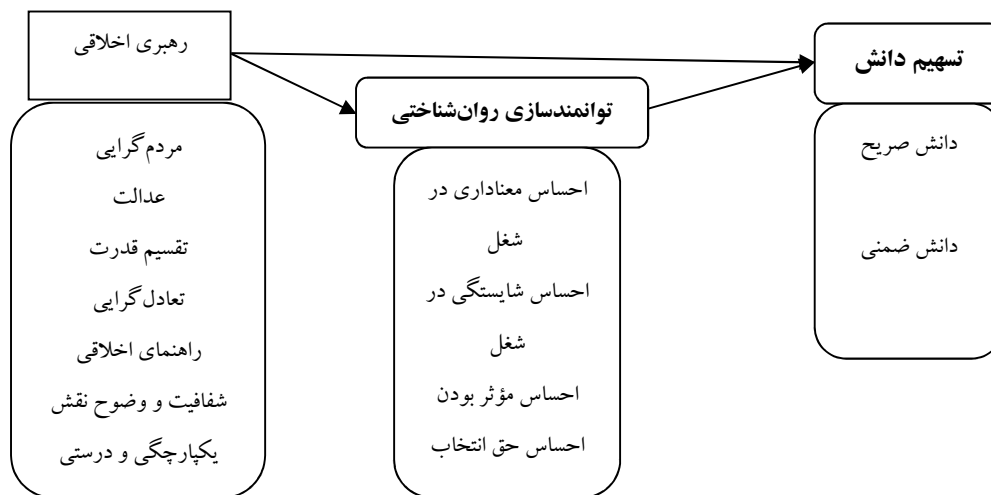 رهبری اخلاقی
مردم‌گرایی
عدالت
تقسیم قدرت
تعادل‌گرایی
راهنمای اخلاقی
شفافیت و وضوح نقش
یکپارچگی و درستی
توانمندسازی روان‌شناختی
احساس معناداری در
شغل
احساس شایستگی در
شغل
احساس مؤثر بودن
احساس حق انتخاب
تسهیم دانش
دانش صریح
دانش ضمنی